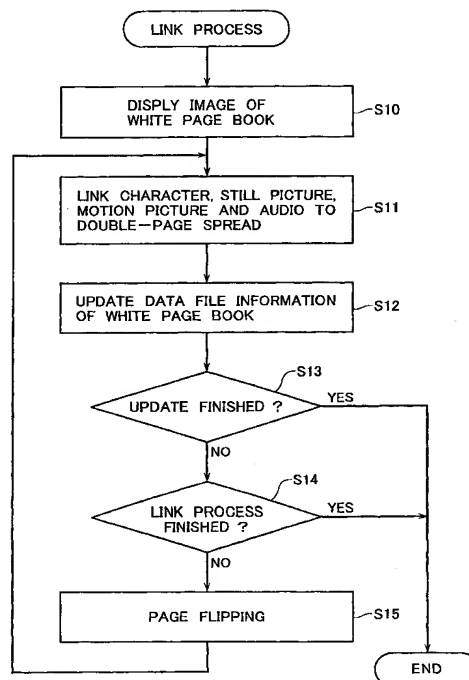 LINK PROCESS
DISPLY IMAGE OF
WHITE PAGE BOOK
S10
LINK CHARACTER, STILL PICTURE,
MOTION PICTURE AND AUDIO TO
DOUBLE-PAGE SPREAD
S11
UPDATE DATA FILE INFORMATION
OF WHITE PAGE BOOK
S12
S13
UPDATE FINISHED ?
YES
NO
S14
LINK PROCESS
FINISHED ?
YES
NO
PAGE FLIPPING
S15
END